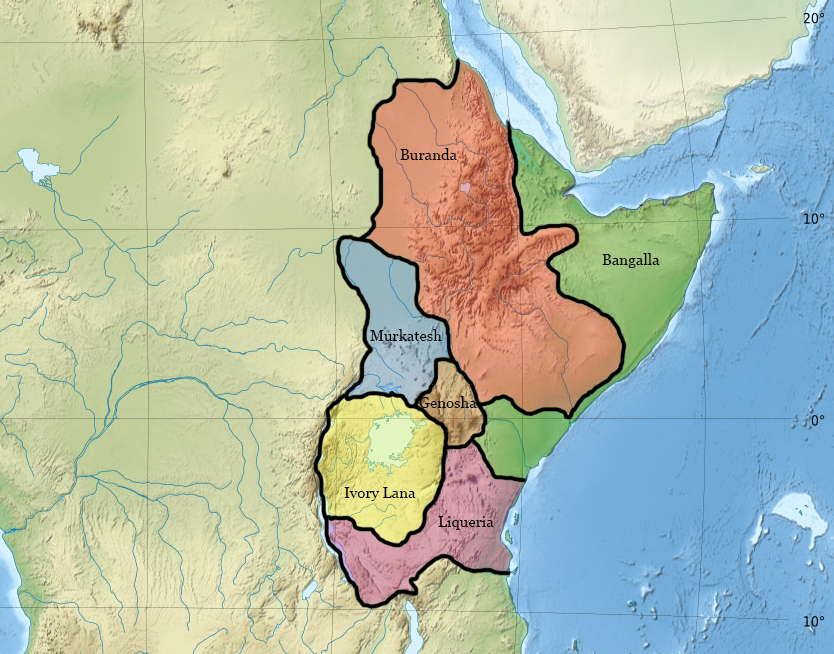 20°
Buranda
10°
Bangalla
Murkatesh
Genosha
0°
Ivory Lana
Liqueria
10°